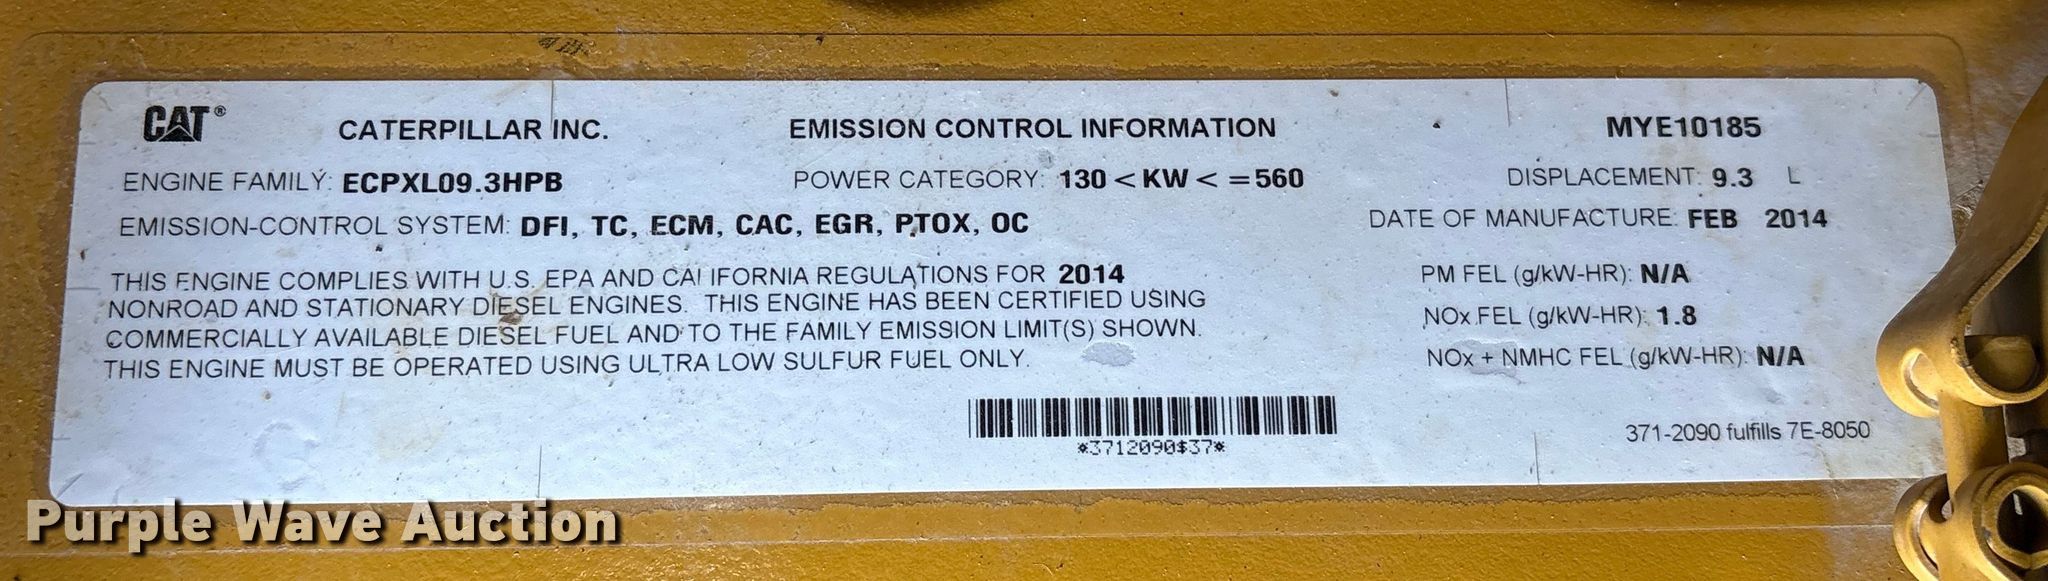 CAT® CATERPILLAR INC. EMISSION CONTROL INFORMATION MYE10185
ENGINE FAMILY: ECPXL09.3HPB POWER CATEGORY: 130 < KW < = 560 DISPLACEMENT: 9.3 L
EMISSION-CONTROL SYSTEM: DFI, TC, ECM, CAC, EGR, PTOX, OC DATE OF MANUFACTURE: FEB 2014
THIS ENGINE COMPLIES WITH U.S. EPA AND CALIFORNIA REGULATIONS FOR 2014
NONROAD AND STATIONARY DIESEL ENGINES. THIS ENGINE HAS BEEN CERTIFIED USING
COMMERCIALLY AVAILABLE DIESEL FUEL AND TO THE FAMILY EMISSION LIMIT(S) SHOWN.
THIS ENGINE MUST BE OPERATED USING ULTRA LOW SULFUR FUEL ONLY.
PM FEL (g/kW-HR): N/A
NOx FEL (g/kW-HR): 1.8
NOx + NMHC FEL (g/kW-HR): N/A
*3712090$37*
371-2090 fulfills 7E-8050
Purple Wave Auction